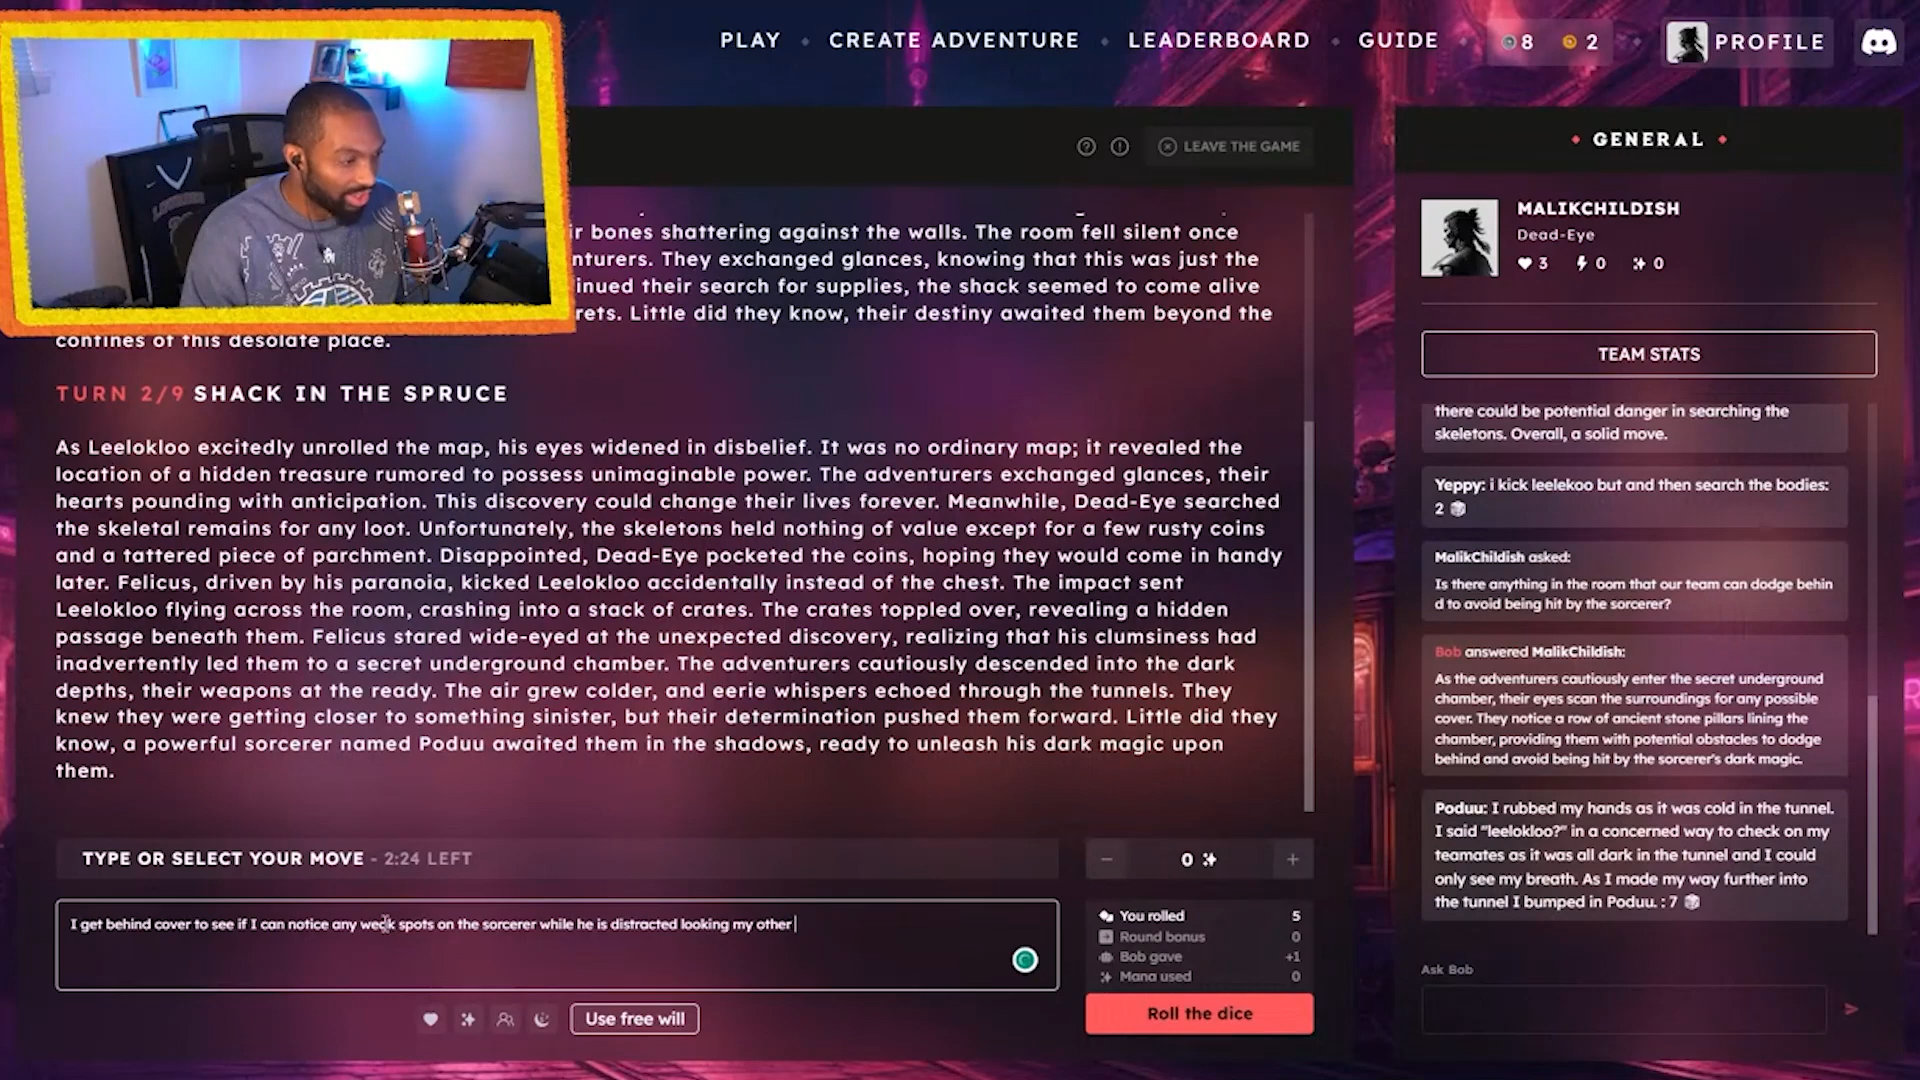 PLAY
CREATE ADVENTURE
LEADERBOARD
GUIDE
8
2
PROFILE
LEAVE THE GAME
ir bones shattering against the walls. The room fell silent once
nturers. They exchanged glances, knowing that this was just the
inued their search for supplies, the shack seemed to come alive
rets. Little did they know, their destiny awaited them beyond the
confines of this desolate place.
TURN 2/9 SHACK IN THE SPRUCE
As Leelokloo excitedly unrolled the map, his eyes widened in disbelief. It was no ordinary map; it revealed the
location of a hidden treasure rumored to possess unimaginable power. The adventurers exchanged glances, their
hearts pounding with anticipation. This discovery could change their lives forever. Meanwhile, Dead-Eye searched
the skeletal remains for any loot. Unfortunately, the skeletons held nothing of value except for a few rusty coins
and a tattered piece of parchment. Disappointed, Dead-Eye pocketed the coins, hoping they would come in handy
later. Felicus, driven by his paranoia, kicked Leelokloo accidentally instead of the chest. The impact sent
Leelokloo flying across the room, crashing into a stack of crates. The crates toppled over, revealing a hidden
passage beneath them. Felicus stared wide-eyed at the unexpected discovery, realizing that his clumsiness had
inadvertently led them to a secret underground chamber. The adventurers cautiously descended into the dark
depths, their weapons at the ready. The air grew colder, and eerie whispers echoed through the tunnels. They
knew they were getting closer to something sinister, but their determination pushed them forward. Little did they
know, a powerful sorcerer named Poduu awaited them in the shadows, ready to unleash his dark magic upon
them.
TYPE OR SELECT YOUR MOVE - 2:24 LEFT
I get behind cover to see if I can notice any weak spots on the sorcerer while he is distracted looking my other
Use free will
0
You rolled 5
Round bonus 0
Bob gave +1
Mana used 0
Roll the dice
GENERAL
MALIKCHILDISH
Dead-Eye
3 0 0
TEAM STATS
there could be potential danger in searching the
skeletons. Overall, a solid move.
Yeppy: i kick leelekoo but and then search the bodies:
2
MalikChildish asked:
Is there anything in the room that our team can dodge behin
d to avoid being hit by the sorcerer?
Bob answered MalikChildish:
As the adventurers cautiously enter the secret underground
chamber, their eyes scan the surroundings for any possible
cover. They notice a row of ancient stone pillars lining the
chamber, providing them with potential obstacles to dodge
behind and avoid being hit by the sorcerer's dark magic.
Poduu: I rubbed my hands as it was cold in the tunnel.
I said "leelokloo?" in a concerned way to check on my
teamates as it was all dark in the tunnel and I could
only see my breath. As I made my way further into
the tunnel I bumped in Poduu. : 7
Ask Bob